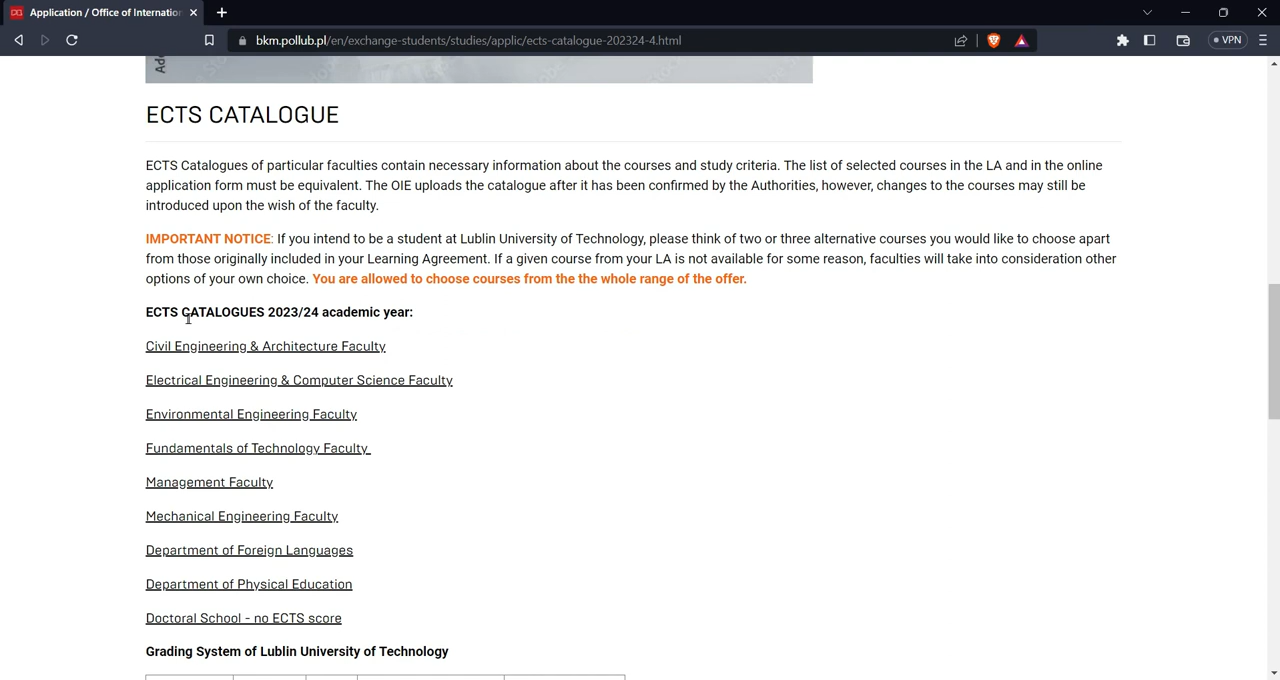 Application / Office of Internation
bkm.pollub.pl/en/exchange-students/studies/applic/ects-catalogue-202324-4.html
VPN
Ad
ECTS CATALOGUE
ECTS Catalogues of particular faculties contain necessary information about the courses and study criteria. The list of selected courses in the LA and in the online
application form must be equivalent. The OIE uploads the catalogue after it has been confirmed by the Authorities, however, changes to the courses may still be
introduced upon the wish of the faculty.
IMPORTANT NOTICE: If you intend to be a student at Lublin University of Technology, please think of two or three alternative courses you would like to choose apart
from those originally included in your Learning Agreement. If a given course from your LA is not available for some reason, faculties will take into consideration other
options of your own choice. You are allowed to choose courses from the the whole range of the offer.
ECTS CATALOGUES 2023/24 academic year:
Civil Engineering & Architecture Faculty
Electrical Engineering & Computer Science Faculty
Environmental Engineering Faculty
Fundamentals of Technology Faculty
Management Faculty
Mechanical Engineering Faculty
Department of Foreign Languages
Department of Physical Education
Doctoral School - no ECTS score
Grading System of Lublin University of Technology